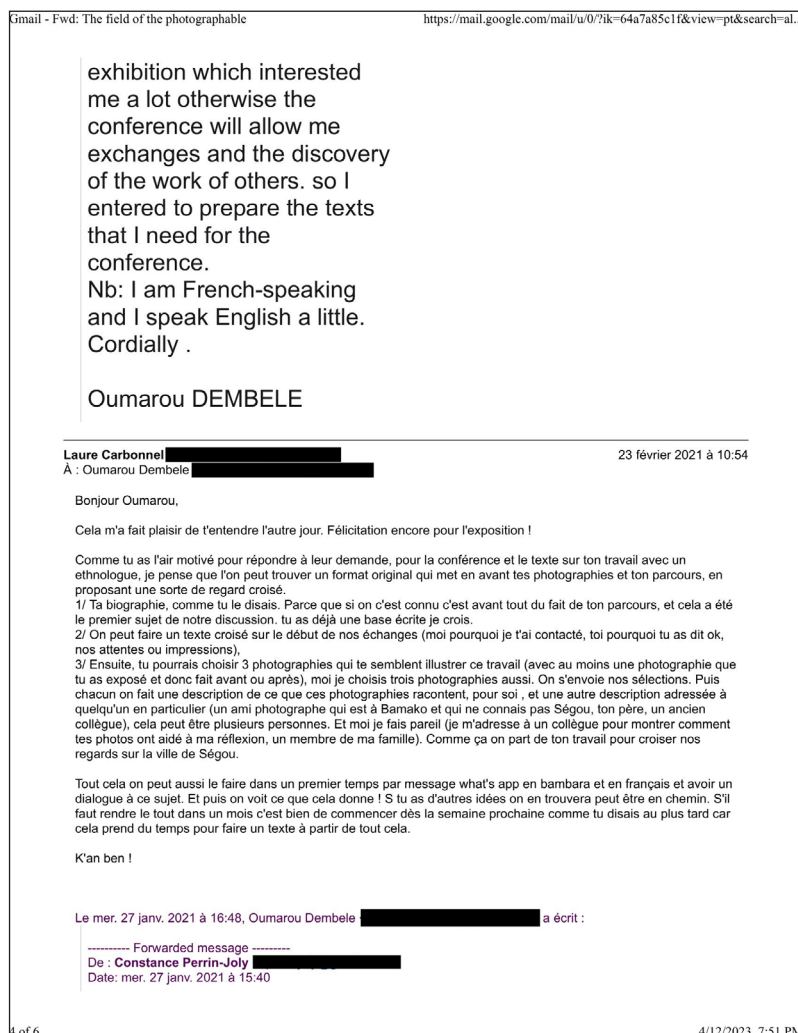 Gmail - Fwd: The field of the photographable
https://mail.google.com/mail/u/0/?ik=64a7a85c1f&view=pt&search=al...
exhibition which interested
me a lot otherwise the
conference will allow me
exchanges and the discovery
of the work of others. so I
entered to prepare the texts
that I need for the
conference.
Nb: I am French-speaking
and I speak English a little.
Cordially .
Oumarou DEMBELE
Laure Carbonnel
23 février 2021 à 10:54
À : Oumarou Dembele
Bonjour Oumarou,
Cela m'a fait plaisir de t'entendre l'autre jour. Félicitation encore pour l'exposition !
Comme tu as l'air motivé pour répondre à leur demande, pour la conférence et le texte sur ton travail avec un
ethnologue, je pense que l'on peut trouver un format original qui met en avant tes photographies et ton parcours, en
proposant une sorte de regard croisé.
1/ Ta biographie, comme tu le disais. Parce que si on c'est connu c'est avant tout du fait de ton parcours, et cela a été
le premier sujet de notre discussion. tu as déjà une base écrite je crois.
2/ On peut faire un texte croisé sur le début de nos échanges (moi pourquoi je t'ai contacté, toi pourquoi tu as dit ok,
nos attentes ou impressions),
3/ Ensuite, tu pourrais choisir 3 photographies qui te semblent illustrer ce travail (avec au moins une photographie que
tu as exposé et donc fait avant ou après), moi je choisis trois photographies aussi. On s'envoie nos sélections. Puis
chacun on fait une description de ce que ces photographies racontent, pour soi , et une autre description adressée à
quelqu'un en particulier (un ami photographe qui est à Bamako et qui ne connais pas Ségou, ton père, un ancien
collègue), cela peut être plusieurs personnes. Et moi je fais pareil (je m'adresse à un collègue pour montrer comment
tes photos ont aidé à ma réflexion, un membre de ma famille). Comme ça on part de ton travail pour croiser nos
regards sur la ville de Ségou.
Tout cela on peut aussi le faire dans un premier temps par message what's app en bambara et en français et avoir un
dialogue à ce sujet. Et puis on voit ce que cela donne ! S tu as d'autres idées on en trouvera peut être en chemin. S'il
faut rendre le tout dans un mois c'est bien de commencer dès la semaine prochaine comme tu disais au plus tard car
cela prend du temps pour faire un texte à partir de tout cela.
K'an ben !
Le mer. 27 janv. 2021 à 16:48, Oumarou Dembele a écrit :
---------- Forwarded message ---------
De : Constance Perrin-Joly
Date: mer. 27 janv. 2021 à 15:40
4 of 6
4/12/2023, 7:51 PM